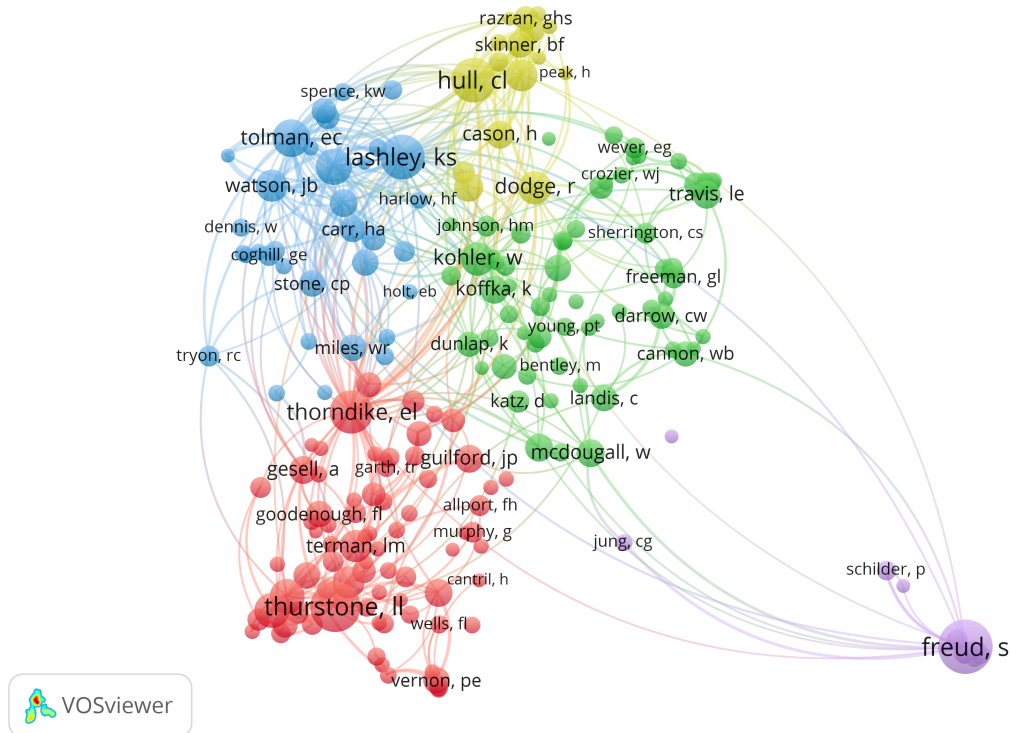 razran, ghs
skinner, bf
peak, h
hull, cl
spence, kw
cason, h
tolman, ec
wever, eg
lashley, ks
crozier, wj
watson, jb
dodge, r
travis, le
harlow, hf
dennis, w
johnson, hm
carr, ha
sherrington, cs
coghill, ge
kohler, w
freeman, gl
stone, cp
holt, eb
koffka, k
darrow, cw
young, pt
dunlap, k
miles, wr
tryon, rc
cannon, wb
bentley, m
katz, d
landis, c
thorndike, el
mcdougall, w
guilford, jp
gesell, a
garth, tr
allport, fh
goodenough, fl
murphy, g
jung, cg
terman, lm
schilder, p
cantril, h
thurstone, ll
wells, fl
freud, s
vernon, pe
VOSviewer